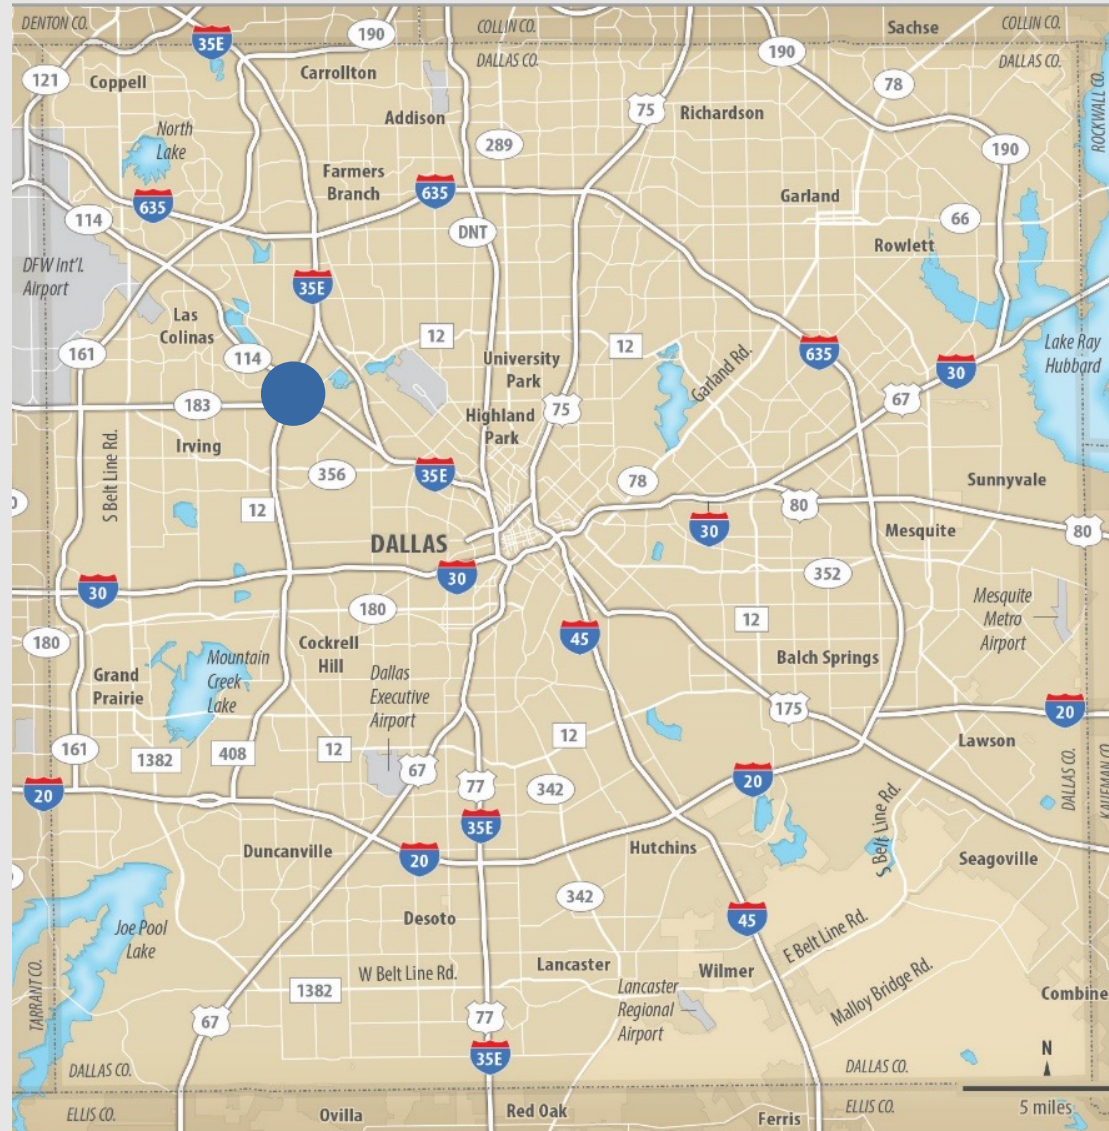 DENTON CO.
COLLIN CO.
COLLIN CO.
190
Sachse
35E
190
DALLAS CO.
DALLAS CO.
121
Coppell
Carrollton
78
ROCKWALL CO.
Addison
75
Richardson
North
Lake
289
190
Farmers
Branch
635
635
Garland
114
DNT
66
Rowlett
DFW Int'l.
Airport
35E
Las
Colinas
12
12
161
114
University
Park
635
Lake Ray
Hubbard
30
Garland Rd.
183
67
75
Highland
Park
Irving
S Belt Line Rd.
356
35E
78
Sunnyvale
12
80
30
80
DALLAS
Mesquite
30
30
352
180
Mesquite
Metro
Airport
12
45
180
Cockrell
Hill
Mountain
Creek
Lake
Balch Springs
Grand
Prairie
Dallas
Executive
Airport
175
20
161
1382
408
12
12
Lawson
67
77
342
20
20
DALLAS CO.
KAUFMAN CO.
S Belt Line Rd.
35E
Duncanville
20
Hutchins
Seagoville
342
Desoto
45
Joe Pool
Lake
E Belt Line Rd.
W Belt Line Rd.
Lancaster
Wilmer
TARRANT CO.
1382
Lancaster
Regional
Airport
Malloy Bridge Rd.
Combine
67
77
35E
N
DALLAS CO.
DALLAS CO.
5 miles
ELLIS CO.
Ovilla
Red Oak
Ferris
ELLIS CO.